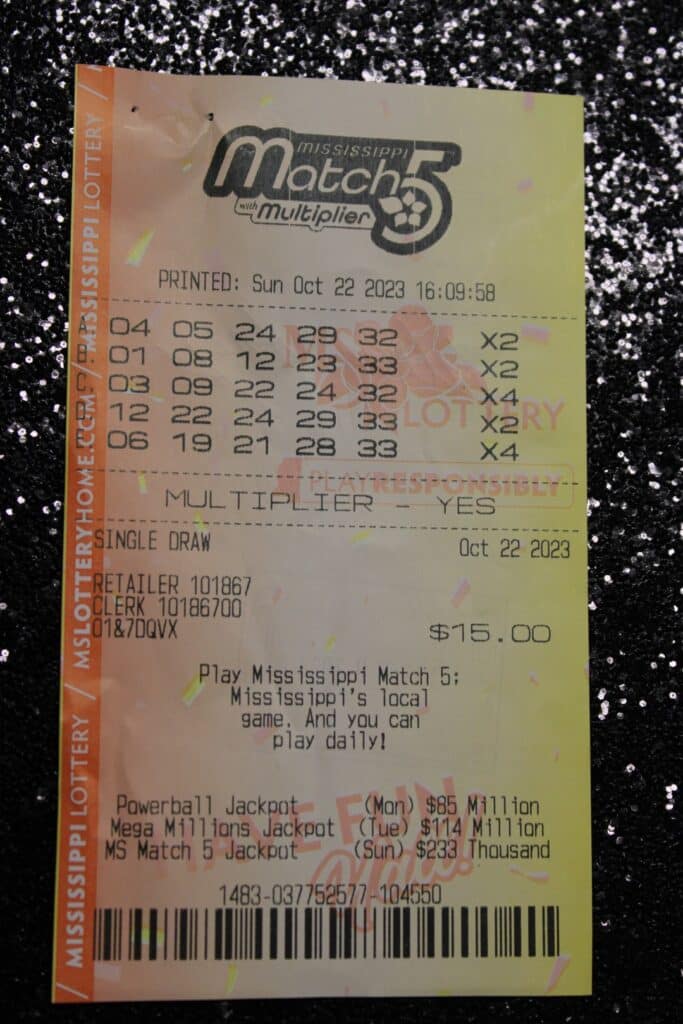 MISSISSIPPI
Match 5
with Multiplier
PRINTED: Sun Oct 22 2023 16:09:58
A: 04 05 24 29 32 X2
B: 01 08 12 23 33 X2
C: 03 09 22 24 32 X4
D: 12 22 24 29 33 X2
E 06 19 21 28 33 X4
MS LOTTERY
PLAY RESPONSIBLY
MULTIPLIER - YES
SINGLE DRAW Oct 22 2023
RETAILER 101867
CLERK 10186700
01&7DQVX
$15.00
Play Mississippi Match 5:
Mississippi's local
game. And you can
play daily!
HAVE FUN,
Y'all!
Powerball Jackpot (Mon) $85 Million
Mega Millions Jackpot (Tue) $114 Million
MS Match 5 Jackpot (Sun) $233 Thousand
1483-037752577-104550
/ MISSISSIPPI LOTTERY / MSLOTTERYHOME.COM / MISSISSIPPI LOTTERY /